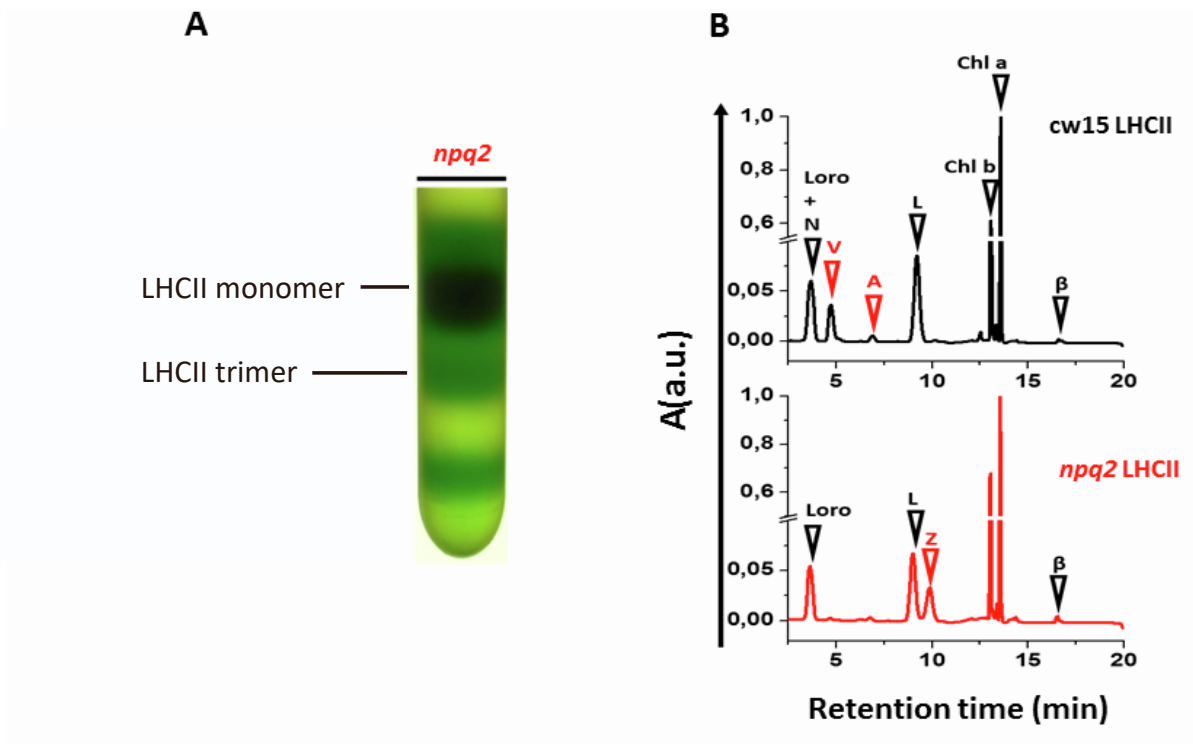 A
npq2
LHCII monomer
LHCII trimer
B
A(a.u.)
Chl a
cw15 LHCII
1,0
0,8
0,6
0,05
0,00
Loro
+
N
V
A
L
Chl b
β
5
10
15
20
npq2 LHCII
1,0
0,8
0,6
0,05
0,00
Loro
L
Z
β
5
10
15
20
Retention time (min)